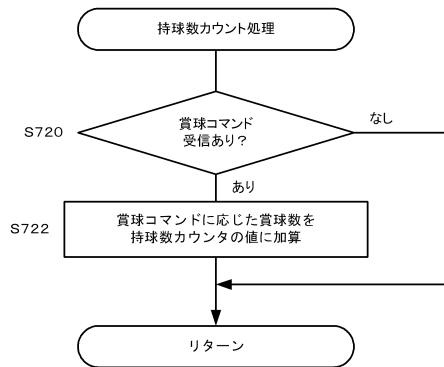 持球数カウント処理
S720
賞球コマンド
受信あり？
なし
あり
S722
賞球コマンドに応じた賞球数を
持球数カウンタの値に加算
リターン